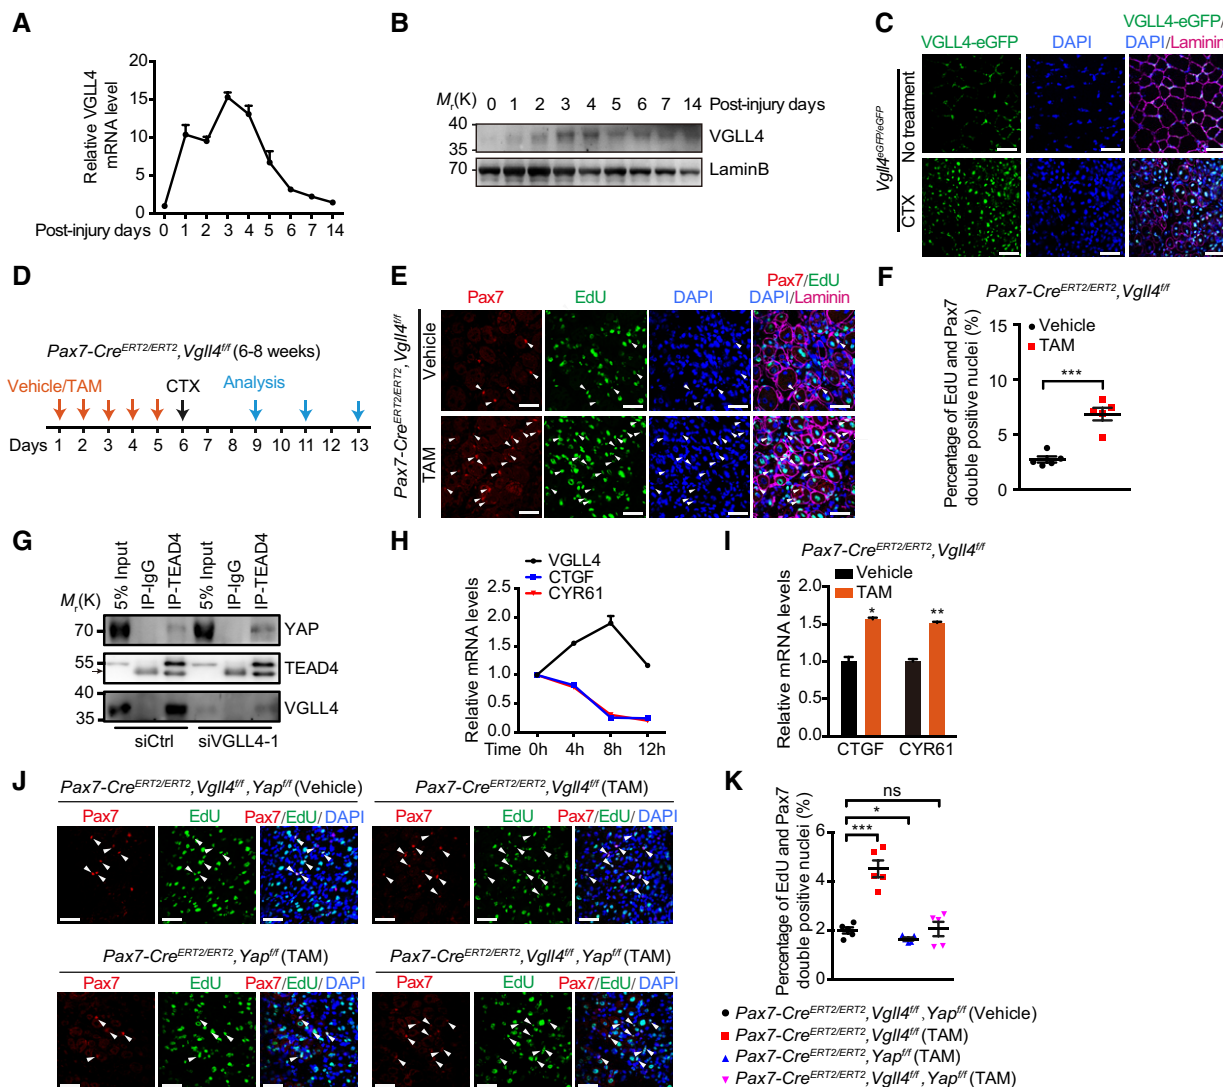 A
Relative VGLL4
mRNA level
20
15
10
5
0
Post-injury days 0 1 2 3 4 5 6 7 14
B
Mr(K) 0 1 2 3 4 5 6 7 14 Post-injury days
40
35
VGLL4
70
LaminB
C
VGLL4-eGFP DAPI VGLL4-eGFP/
DAPI/Laminin
Vgll4eGFP/eGFP
No treatment
CTX
D
Pax7-CreERT2/ERT2,Vgll4f/f (6-8 weeks)
Vehicle/TAM CTX Analysis
Days 1 2 3 4 5 6 7 8 9 10 11 12 13
E
Pax7 EdU DAPI Pax7/EdU
DAPI/Laminin
Pax7-CreERT2/ERT2,Vgll4f/f
Vehicle
TAM
F
Pax7-CreERT2/ERT2,Vgll4f/f
Percentage of EdU and Pax7
double positive nuclei (%)
15
10
5
0
Vehicle
TAM
***
G
Mr(K) 5% Input IP-IgG IP-TEAD4 5% Input IP-IgG IP-TEAD4
70 YAP
55 TEAD4
40
35
VGLL4
siCtrl siVGLL4-1
H
VGLL4
CTGF
CYR61
Relative mRNA levels
2.5
2.0
1.5
1.0
0.5
0.0
Time 0h 4h 8h 12h
I
Pax7-CreERT2/ERT2,Vgll4f/f
Vehicle
TAM
Relative mRNA levels
2.0
1.5
1.0
0.5
0.0
* **
CTGF CYR61
J
Pax7-CreERT2/ERT2,Vgll4f/f,Yapf/f (Vehicle)
Pax7 EdU Pax7/EdU/ DAPI
Pax7-CreERT2/ERT2,Vgll4f/f (TAM)
Pax7 EdU Pax7/EdU/ DAPI
Pax7-CreERT2/ERT2,Yapf/f (TAM)
Pax7 EdU Pax7/EdU/ DAPI
Pax7-CreERT2/ERT2,Vgll4f/f,Yapf/f (TAM)
Pax7 EdU Pax7/EdU/ DAPI
K
Percentage of EdU and Pax7
double positive nuclei (%)
6
4
2
0
ns
*
***
Pax7-CreERT2/ERT2,Vgll4f/f,Yapf/f (Vehicle)
Pax7-CreERT2/ERT2,Vgll4f/f (TAM)
Pax7-CreERT2/ERT2,Yapf/f (TAM)
Pax7-CreERT2/ERT2,Vgll4f/f,Yapf/f (TAM)